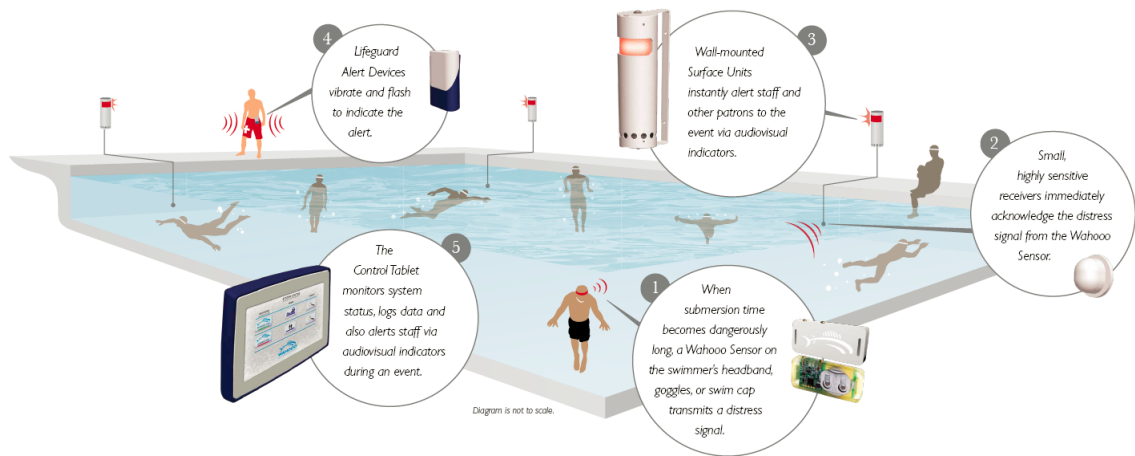 4
Lifeguard
Alert Devices
vibrate and flash
to indicate the
alert.
3
Wall-mounted
Surface Units
instantly alert staff and
other patrons to the
event via audiovisual
indicators.
2
Small,
highly sensitive
receivers immediately
acknowledge the distress
signal from the Wahooo
Sensor.
5
The
Control Tablet
monitors system
status, logs data and
also alerts staff via
audiovisual indicators
during an event.
1
When
submersion time
becomes dangerously
long, a Wahooo Sensor on
the swimmer's headband,
goggles, or swim cap
transmits a distress
signal.
Diagram is not to scale.